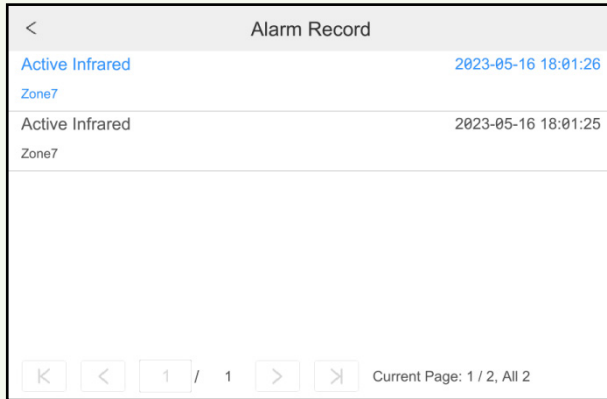 < Alarm Record
Active Infrared 2023-05-16 18:01:26
Zone7
Active Infrared 2023-05-16 18:01:25
Zone7
1 / 1 Current Page: 1 / 2, All 2